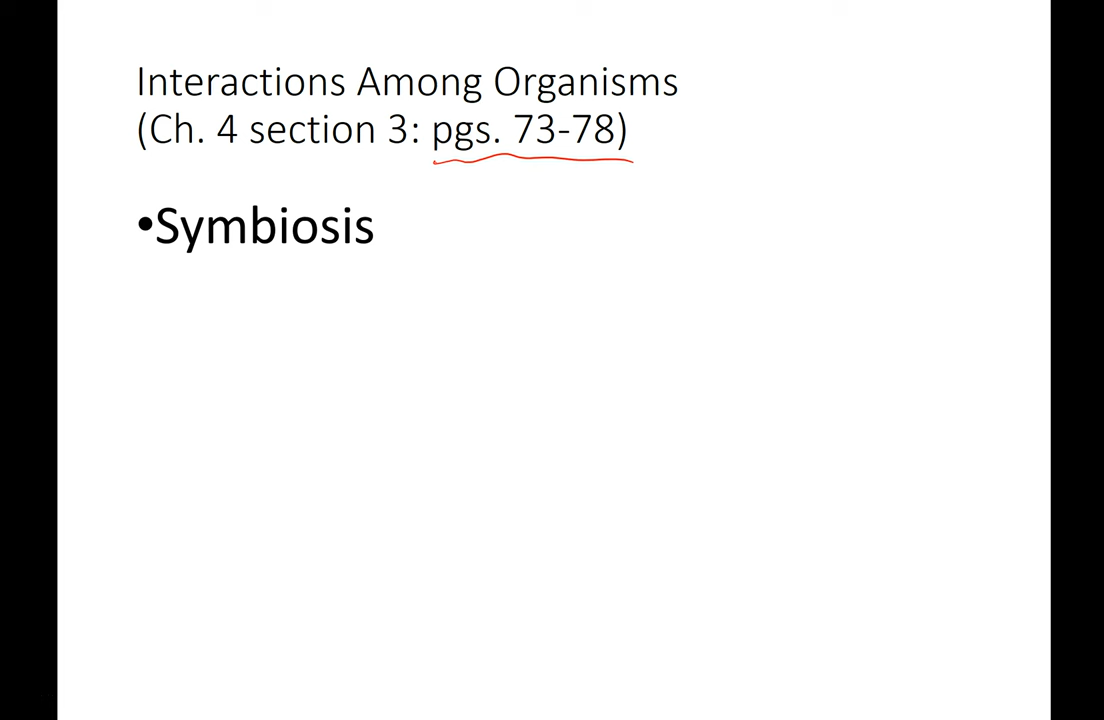 Interactions Among Organisms
(Ch. 4 section 3: pgs. 73-78)
•Symbiosis